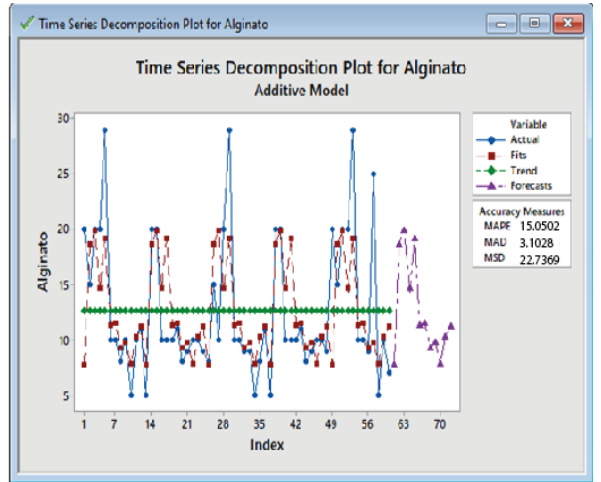 Time Series Decomposition Plot for Alginato
Time Series Decomposition Plot for Alginato
Additive Model
Alginato
30
25
20
15
10
5
1 7 14 21 28 35 42 49 56 63 70
Index
Variable
Actual
Fits
Trend
Forecasts
Accuracy Measures
MAPE 15.0502
MAD 3.1028
MSD 22.7369